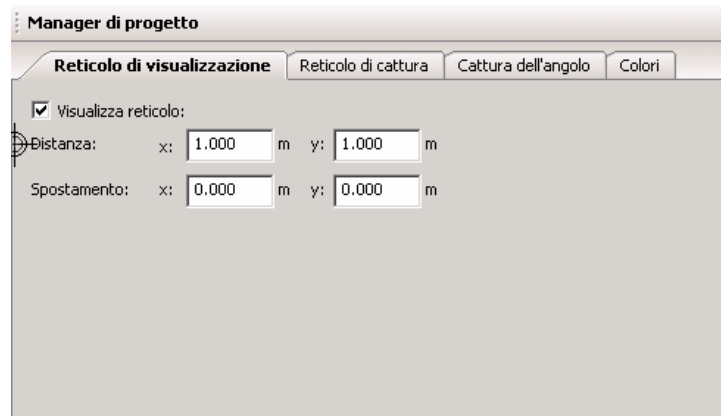 Manager di progetto
Reticolo di visualizzazione Reticolo di cattura Cattura dell'angolo Colori
Visualizza reticolo:
Distanza: x: 1.000 m y: 1.000 m
Spostamento: x: 0.000 m y: 0.000 m